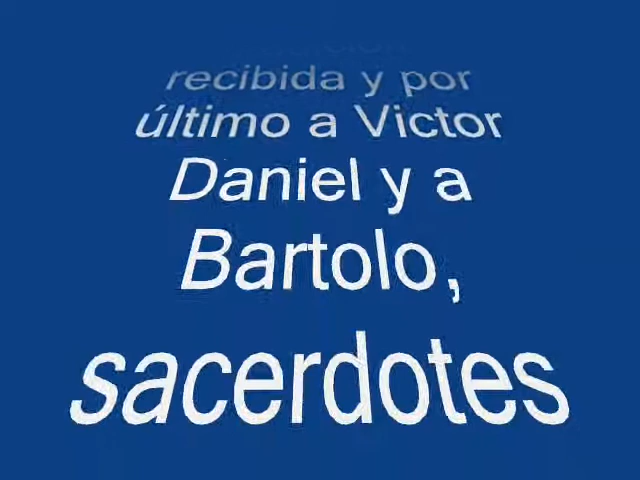 recibida y por
último a Victor
Daniel y a
Bartolo,
sacerdotes